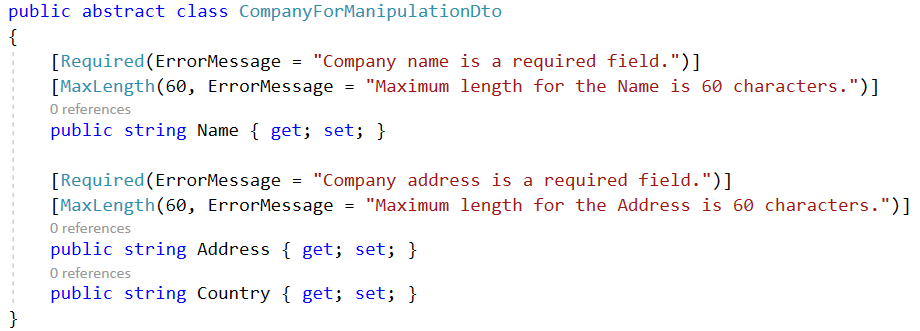 public abstract class CompanyForManipulationDto
{
[Required(ErrorMessage = "Company name is a required field.")]
[MaxLength(60, ErrorMessage = "Maximum length for the Name is 60 characters.")]
0 references
public string Name { get; set; }
[Required(ErrorMessage = "Company address is a required field.")]
[MaxLength(60, ErrorMessage = "Maximum length for the Address is 60 characters.")]
0 references
public string Address { get; set; }
0 references
public string Country { get; set; }
}